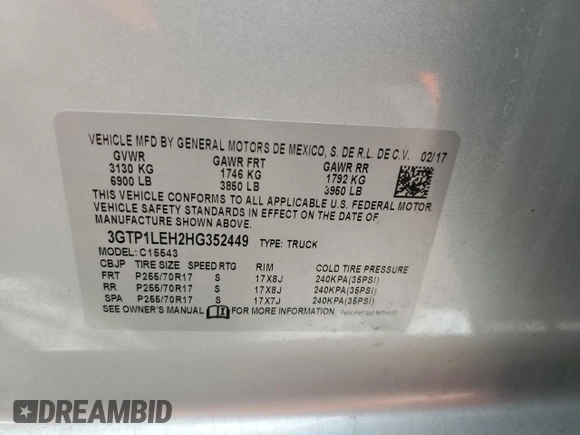 VEHICLE MFD BY GENERAL MOTORS DE MEXICO, S. DE R.L. DE C.V. 02/17
GVWR GAWR FRT GAWR RR
3130 KG 1746 KG 1792 KG
6900 LB 3850 LB 3950 LB
THIS VEHICLE CONFORMS TO ALL APPLICABLE U.S. FEDERAL MOTOR
VEHICLE SAFETY STANDARDS IN EFFECT ON THE DATE OF
MANUFACTURE SHOWN ABOVE.
3GTP1LEH2HG352449 TYPE: TRUCK
MODEL: C15543
CBJP TIRE SIZE SPEED RTG RIM COLD TIRE PRESSURE
FRT P255/70R17 S 17X8J 240KPA(35PSI)
RR P255/70R17 S 17X8J 240KPA(35PSI)
SPA P255/70R17 S 17X7J 240KPA(35PSI)
SEE OWNER'S MANUAL FOR MORE INFORMATION.
DREAMBID